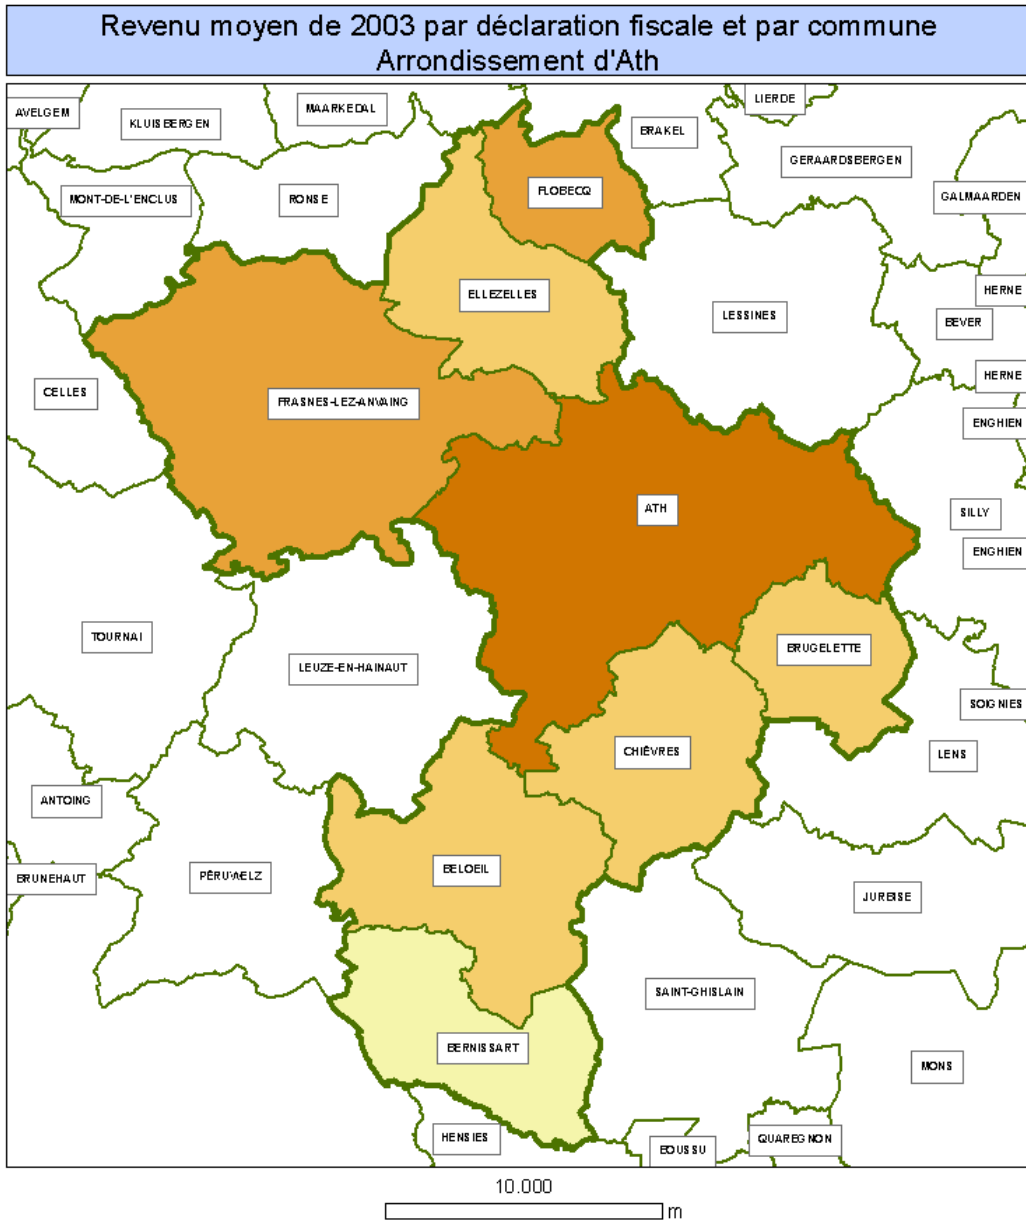 Revenu moyen de 2003 par déclaration fiscale et par commune
Arrondissement d'Ath
LIERDE
AVELGEM
MAARKEDAL
KLUISBERGEN
BRAKEL
GERAARDSBERGEN
FLOBECQ
MONT-DE-L'ENCLUS
RONSE
GALMAARDEN
HERNE
ELLEZELLES
LESSINES
BEVER
HERNE
CELLES
FRASNES-LEZ-ANVAING
ENGHIEN
ATH
SILLY
ENGHIEN
TOURNAI
BRUGELETTE
LEUZE-EN-HAINAUT
SOIGNIES
CHIÈVRES
LENS
ANTOING
BELOEIL
BRUNEHAUT
PÉRUWELZ
JURBISE
SAINT-GHISLAIN
BERNISSART
MONS
HENSIES
QUAREGNON
BOUSSU
10.000
m